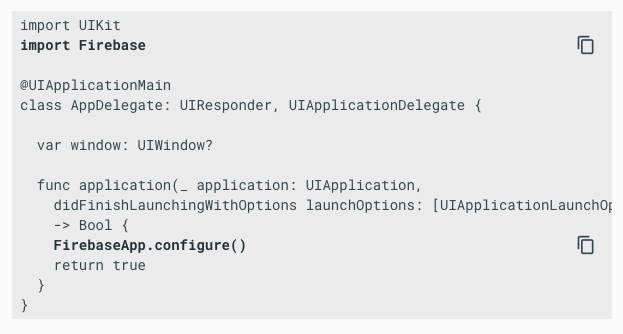 import UIKit
import Firebase
@UIApplicationMain
class AppDelegate: UIResponder, UIApplicationDelegate {
var window: UIWindow?
func application(_ application: UIApplication,
didFinishLaunchingWithOptions launchOptions: [UIApplicationLaunchOp
-> Bool {
FirebaseApp.configure()
return true
}
}